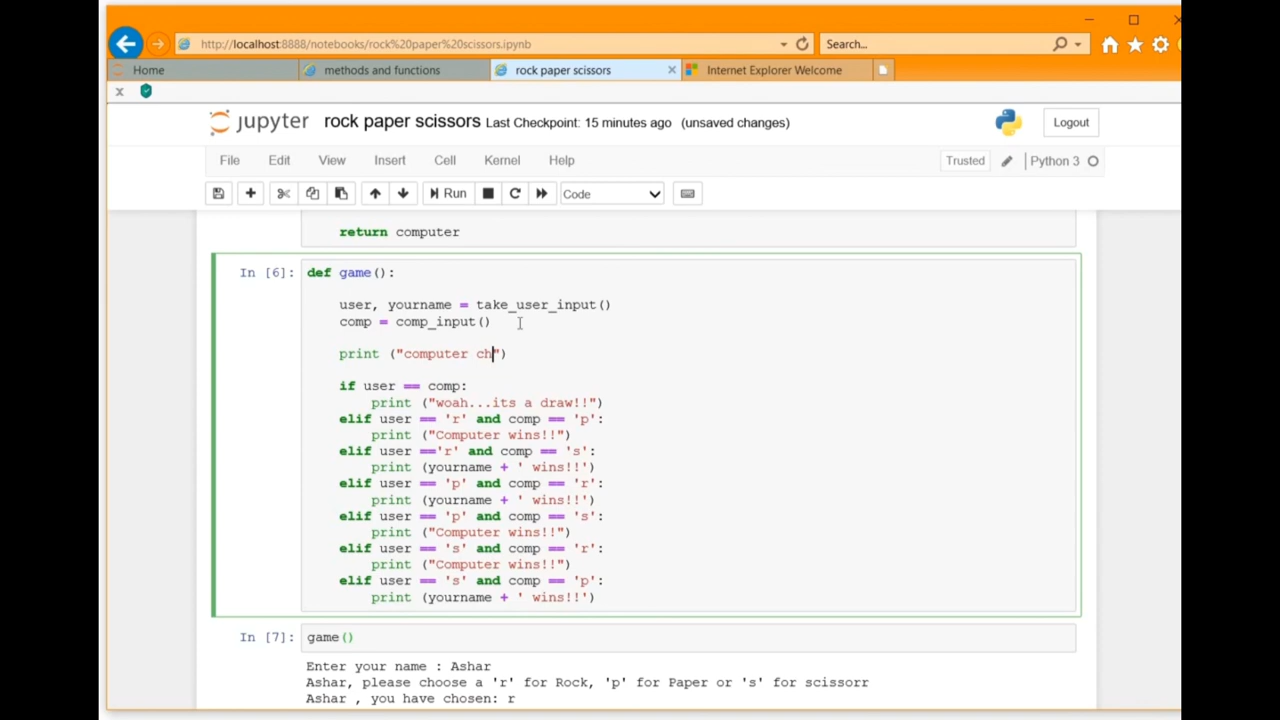 http://localhost:8888/notebooks/rock%20paper%20scissors.ipynb
Search...
Home
methods and functions
rock paper scissors
Internet Explorer Welcome
x
jupyter rock paper scissors Last Checkpoint: 15 minutes ago (unsaved changes)
Logout
File Edit View Insert Cell Kernel Help
Trusted
Python 3
Run
Code
return computer
In [6]: def game():
user, yourname = take_user_input()
comp = comp_input()
print ("computer ch")
if user == comp:
print ("woah...its a draw!!")
elif user == 'r' and comp == 'p':
print ("Computer wins!!")
elif user =='r' and comp == 's':
print (yourname + ' wins!!')
elif user == 'p' and comp == 'r':
print (yourname + ' wins!!')
elif user == 'p' and comp == 's':
print ("Computer wins!!")
elif user == 's' and comp == 'r':
print ("Computer wins!!")
elif user == 's' and comp == 'p':
print (yourname + ' wins!!')
In [7]: game()
Enter your name : Ashar
Ashar, please choose a 'r' for Rock, 'p' for Paper or 's' for scissorr
Ashar , you have chosen: r